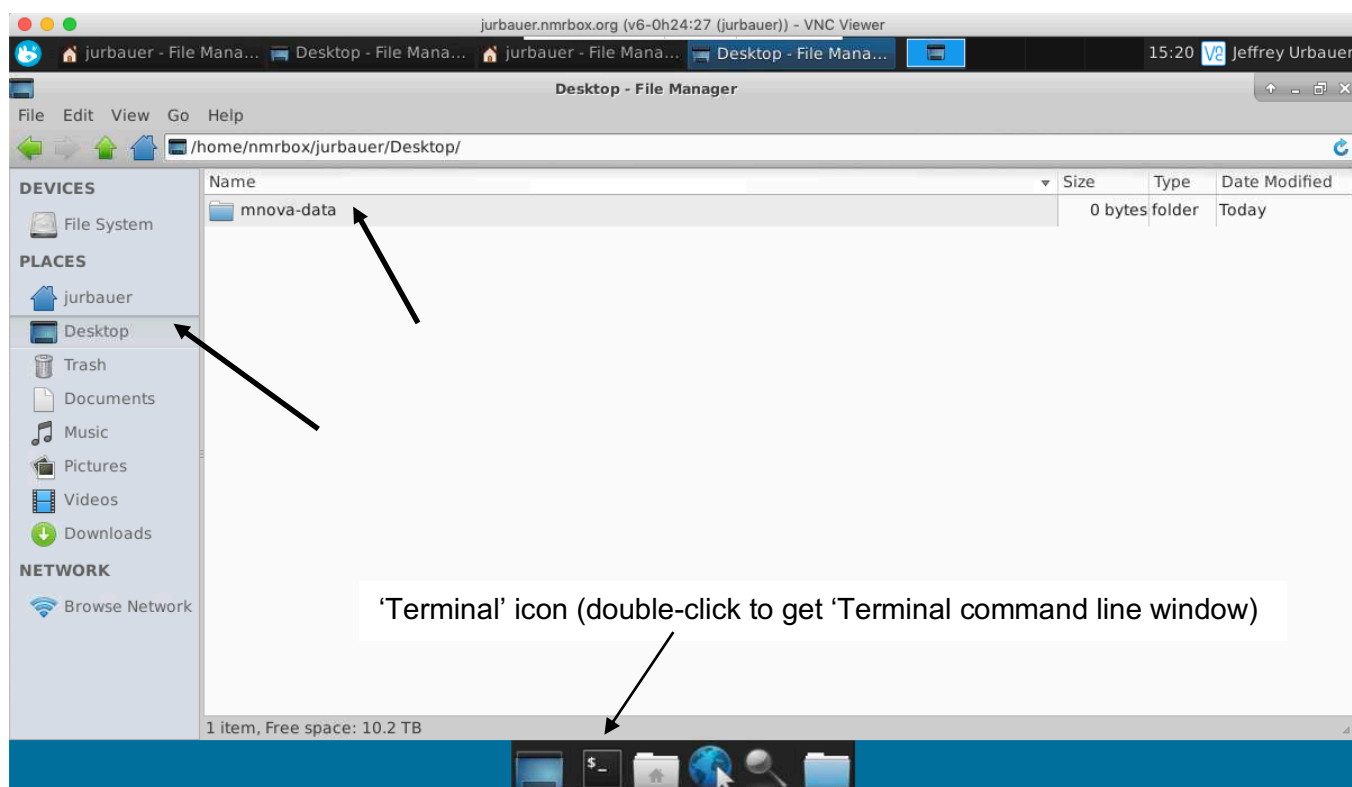 jurbauer.nmrbox.org (v6-0h24:27 (jurbauer)) - VNC Viewer
jurbauer - File Mana... Desktop - File Mana... jurbauer - File Mana... Desktop - File Mana... 15:20 V2 Jeffrey Urbauer
Desktop - File Manager
File Edit View Go Help
/home/nmrbox/jurbauer/Desktop/
DEVICES
File System
PLACES
jurbauer
Desktop
Trash
Documents
Music
Pictures
Videos
Downloads
NETWORK
Browse Network
Name Size Type Date Modified
mnova-data 0 bytes folder Today
‘Terminal’ icon (double-click to get ‘Terminal command line window)
1 item, Free space: 10.2 TB
$_